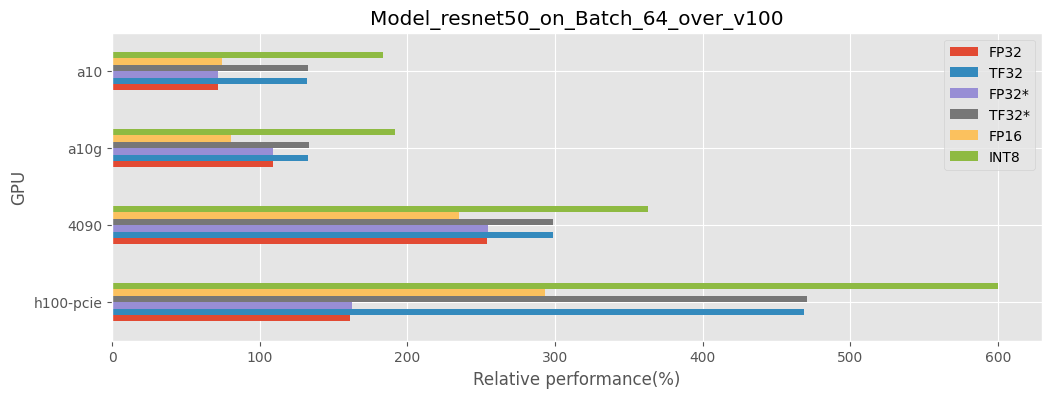 Model_resnet50_on_Batch_64_over_v100
FP32
TF32
FP32*
TF32*
FP16
INT8
a10
a10g
4090
h100-pcie
GPU
0 100 200 300 400 500 600
Relative performance(%)